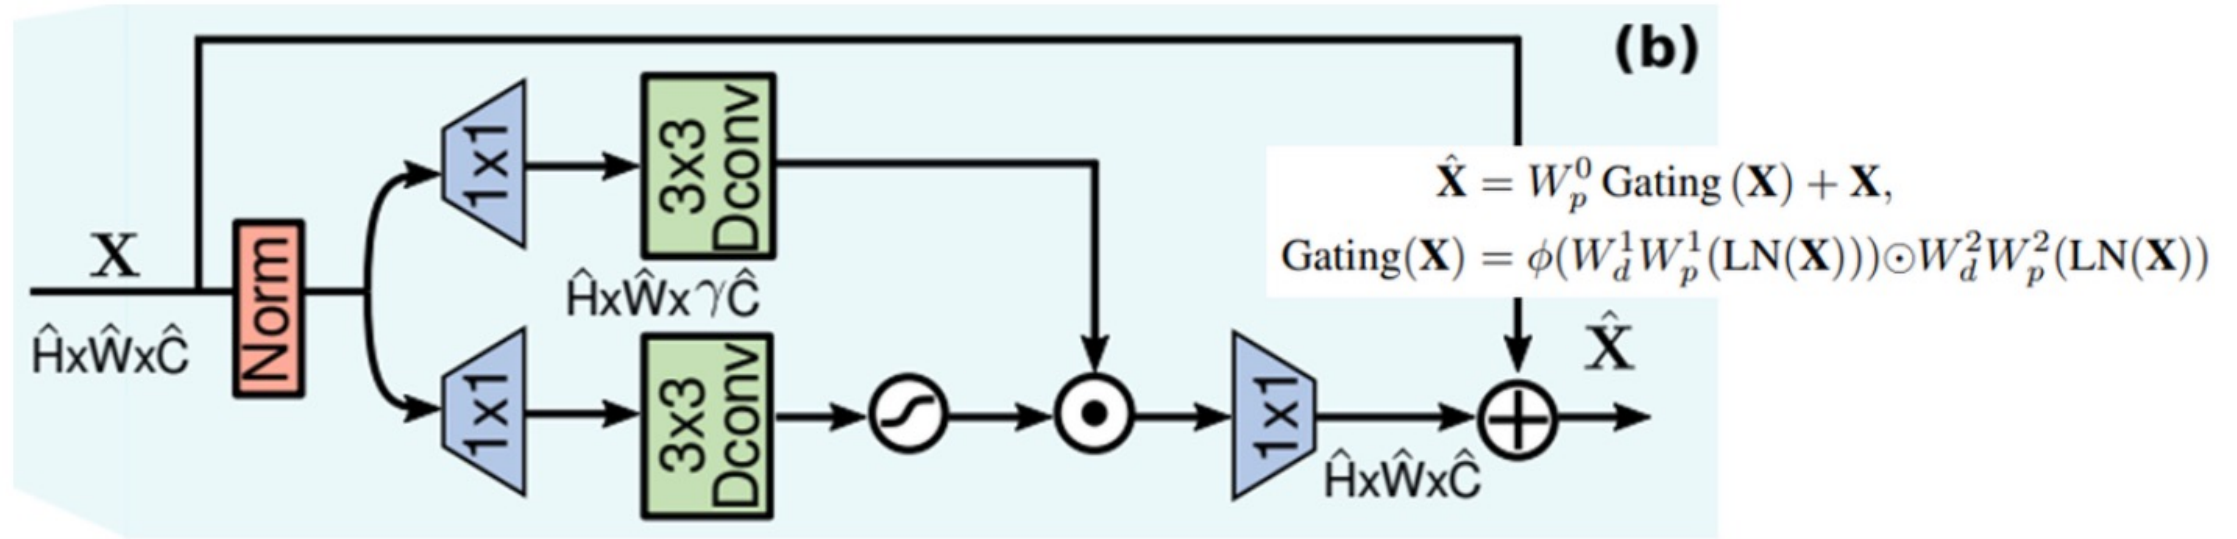 (b)
1x1
3x3
Dconv
X̂ = W_p^0 Gating (X) + X,
X
Norm
Gating(X) = ϕ(W_d^1 W_p^1(LN(X)))⊙W_d^2 W_p^2(LN(X))
ĤxŴxγĈ
ĤxŴxĈ
X̂
1x1
3x3
Dconv
1x1
ĤxŴxĈ